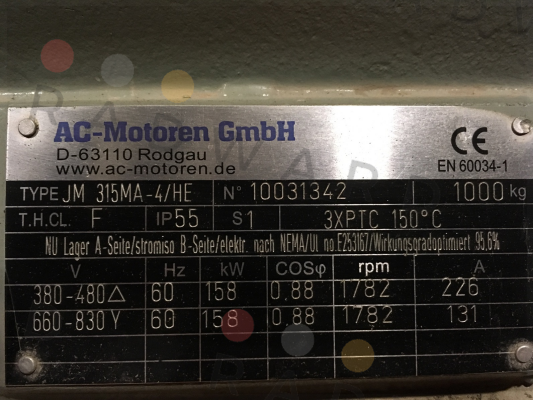 AC-Motoren GmbH
D-63110 Rodgau
www.ac-motoren.de
CE
EN 60034-1
TYPE JM 315MA-4/HE N° 10031342 1000 kg
T.H.CL. F IP 55 S1 3XPTC 150°C
NU Lager A-Seite/stromiso B-Seite/elektr. nach NEMA/UI no.E253167/Wirkungsgradoptimiert 95,6%
V Hz kW COSφ rpm A
380-480△ 60 158 0.88 1782 226
660-830Y 60 158 0.88 1782 131